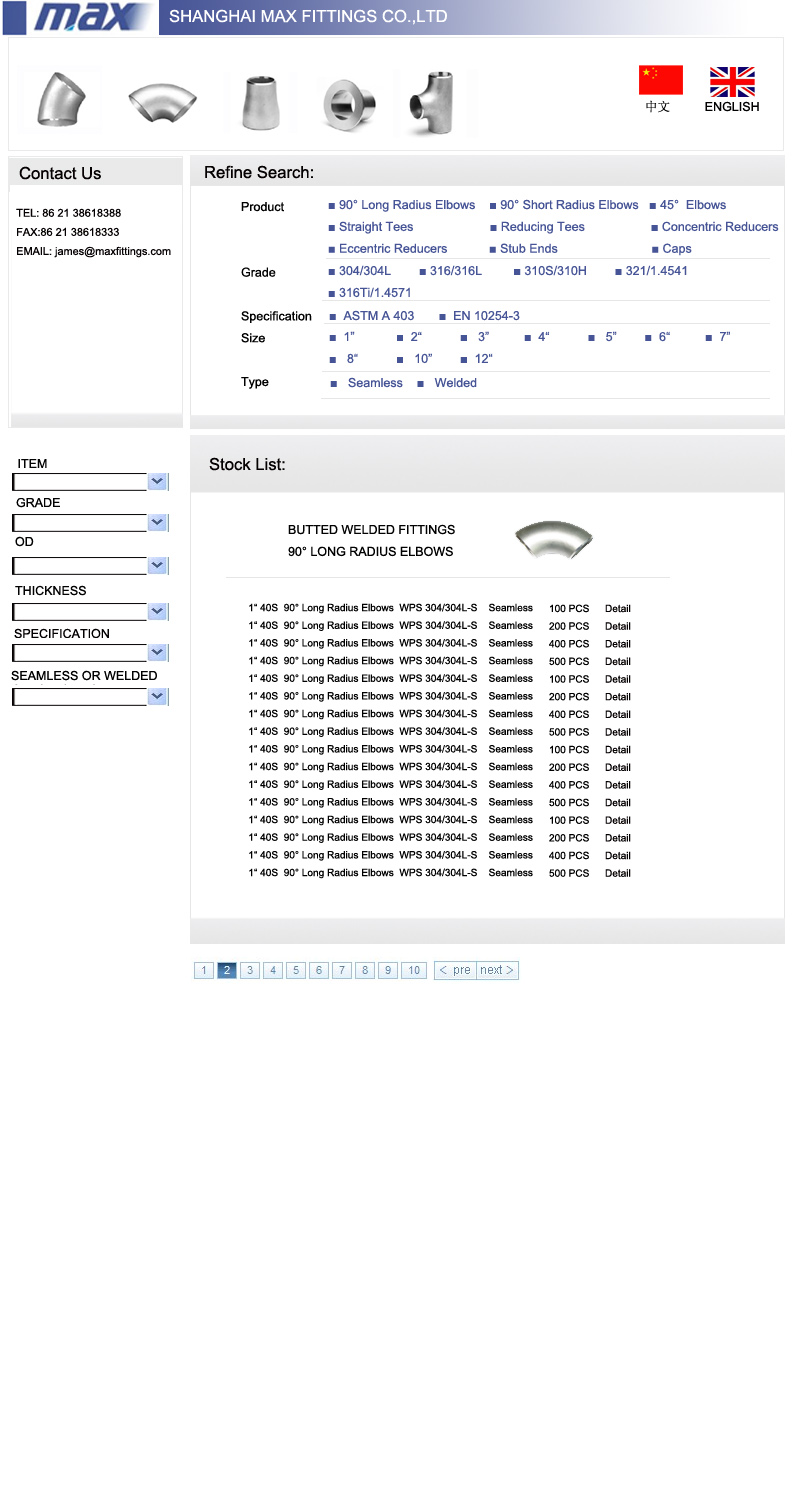 max SHANGHAI MAX FITTINGS CO.,LTD
中文 ENGLISH
Contact Us
TEL: 86 21 38618388
FAX:86 21 38618333
EMAIL: james@maxfittings.com
Refine Search:
Product ■ 90° Long Radius Elbows ■ 90° Short Radius Elbows ■ 45° Elbows
■ Straight Tees ■ Reducing Tees ■ Concentric Reducers
■ Eccentric Reducers ■ Stub Ends ■ Caps
Grade ■ 304/304L ■ 316/316L ■ 310S/310H ■ 321/1.4541
■ 316Ti/1.4571
Specification ■ ASTM A 403 ■ EN 10254-3
Size ■ 1” ■ 2“ ■ 3” ■ 4“ ■ 5” ■ 6“ ■ 7”
■ 8“ ■ 10” ■ 12“
Type ■ Seamless ■ Welded
ITEM
GRADE
OD
THICKNESS
SPECIFICATION
SEAMLESS OR WELDED
Stock List:
BUTTED WELDED FITTINGS
90° LONG RADIUS ELBOWS
1“ 40S 90° Long Radius Elbows WPS 304/304L-S Seamless 100 PCS Detail
1“ 40S 90° Long Radius Elbows WPS 304/304L-S Seamless 200 PCS Detail
1“ 40S 90° Long Radius Elbows WPS 304/304L-S Seamless 400 PCS Detail
1“ 40S 90° Long Radius Elbows WPS 304/304L-S Seamless 500 PCS Detail
1“ 40S 90° Long Radius Elbows WPS 304/304L-S Seamless 100 PCS Detail
1“ 40S 90° Long Radius Elbows WPS 304/304L-S Seamless 200 PCS Detail
1“ 40S 90° Long Radius Elbows WPS 304/304L-S Seamless 400 PCS Detail
1“ 40S 90° Long Radius Elbows WPS 304/304L-S Seamless 500 PCS Detail
1“ 40S 90° Long Radius Elbows WPS 304/304L-S Seamless 100 PCS Detail
1“ 40S 90° Long Radius Elbows WPS 304/304L-S Seamless 200 PCS Detail
1“ 40S 90° Long Radius Elbows WPS 304/304L-S Seamless 400 PCS Detail
1“ 40S 90° Long Radius Elbows WPS 304/304L-S Seamless 500 PCS Detail
1“ 40S 90° Long Radius Elbows WPS 304/304L-S Seamless 100 PCS Detail
1“ 40S 90° Long Radius Elbows WPS 304/304L-S Seamless 200 PCS Detail
1“ 40S 90° Long Radius Elbows WPS 304/304L-S Seamless 400 PCS Detail
1“ 40S 90° Long Radius Elbows WPS 304/304L-S Seamless 500 PCS Detail
1 2 3 4 5 6 7 8 9 10 < pre next >